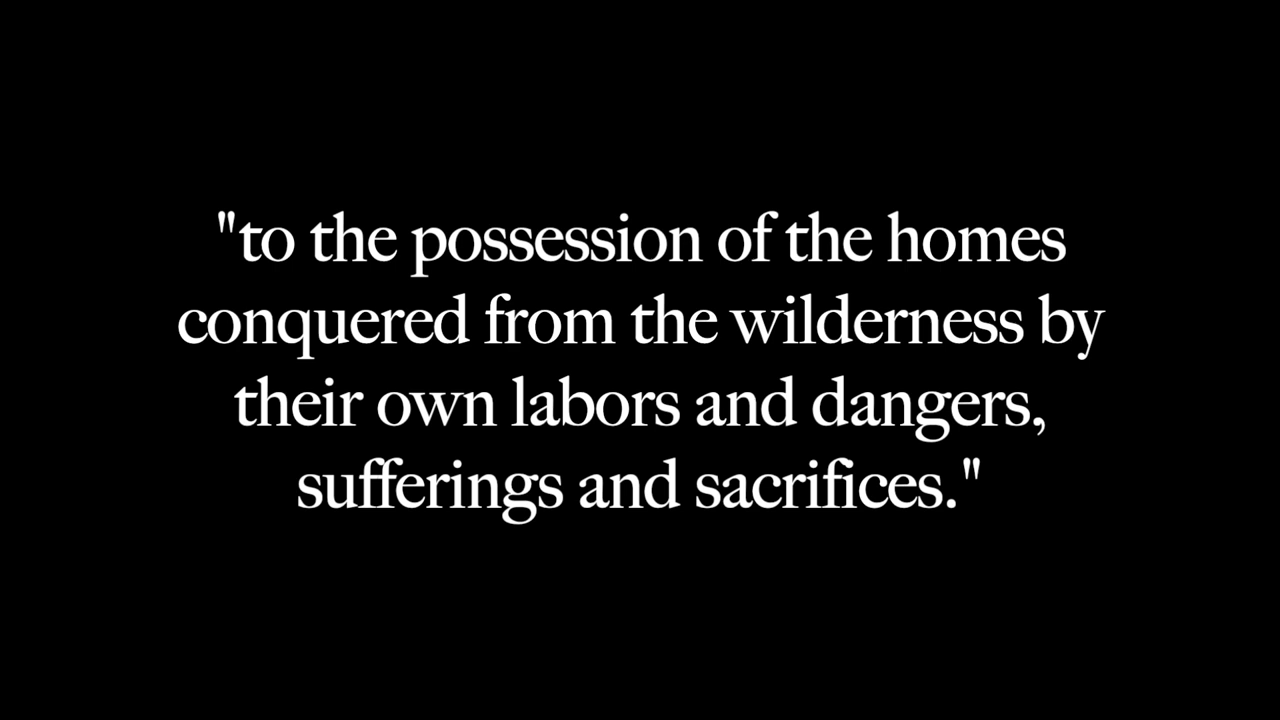 "to the possession of the homes
conquered from the wilderness by
their own labors and dangers,
sufferings and sacrifices."